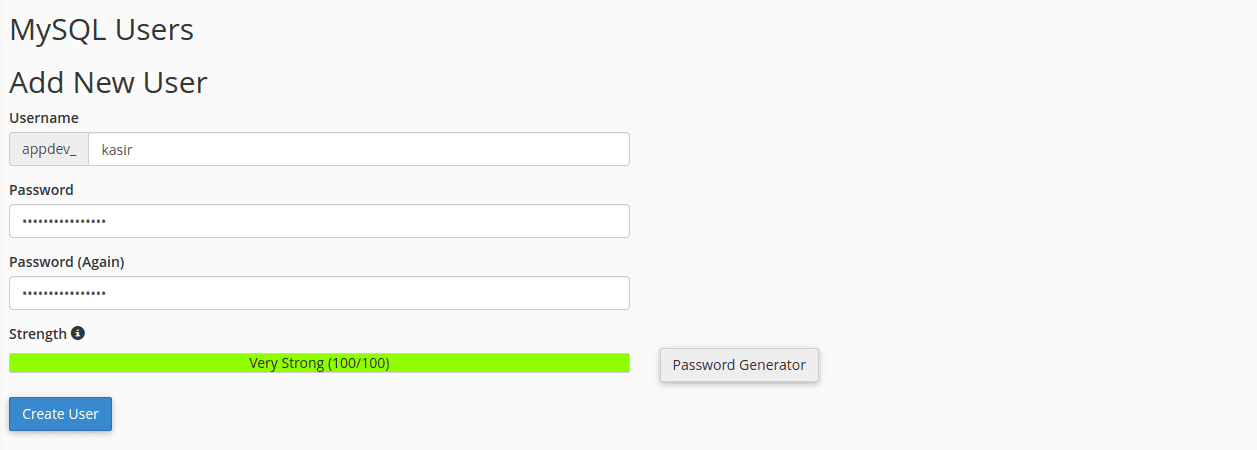 MySQL Users
Add New User
Username
appdev_ kasir
Password
••••••••••••••••
Password (Again)
••••••••••••••••
Strength
Very Strong (100/100)
Password Generator
Create User